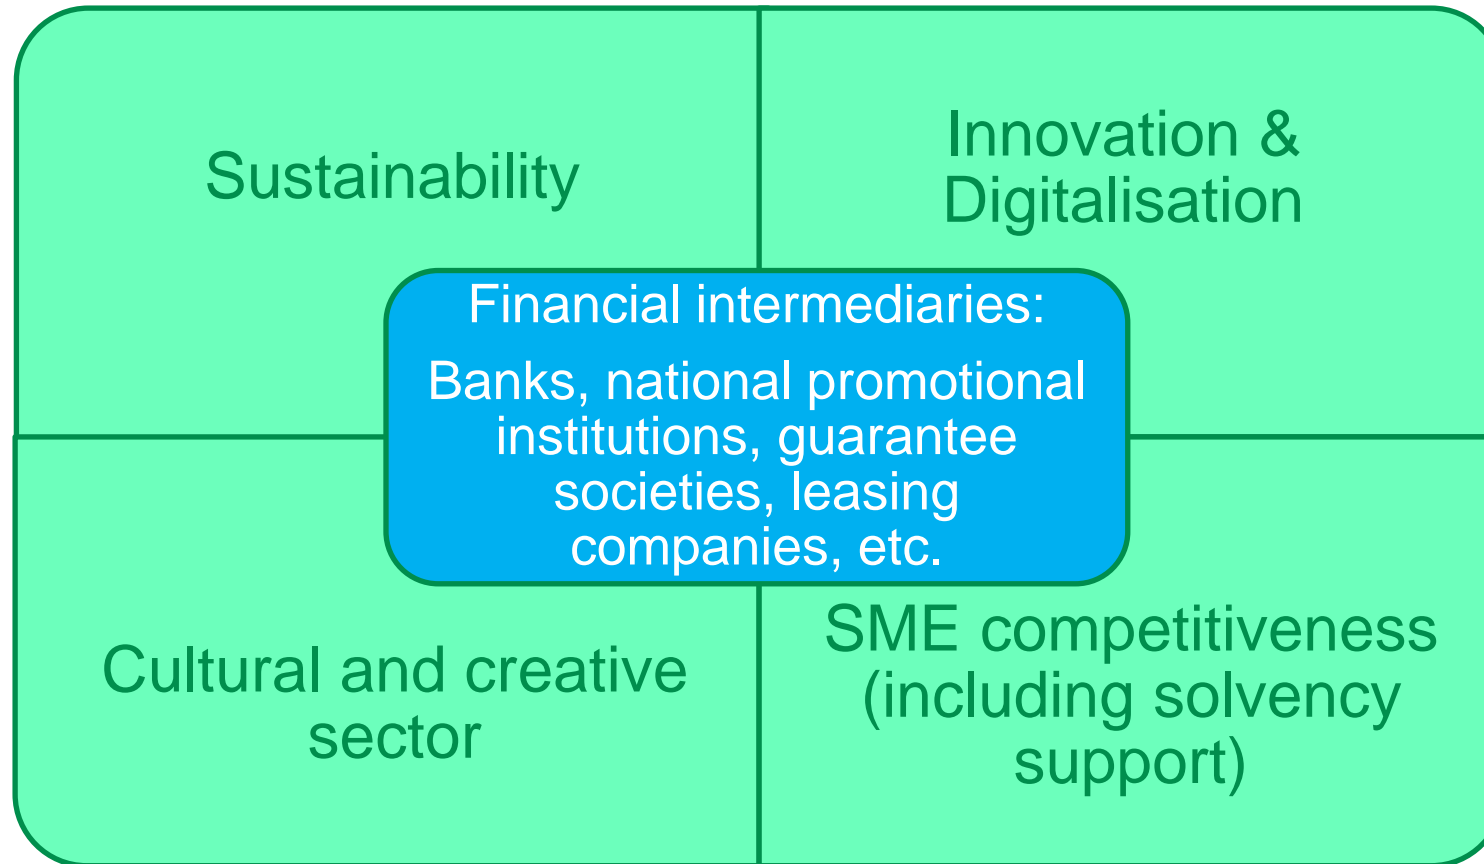 Sustainability
Innovation &
Digitalisation
Financial intermediaries:
Banks, national promotional
institutions, guarantee
societies, leasing
companies, etc.
Cultural and creative
sector
SME competitiveness
(including solvency
support)